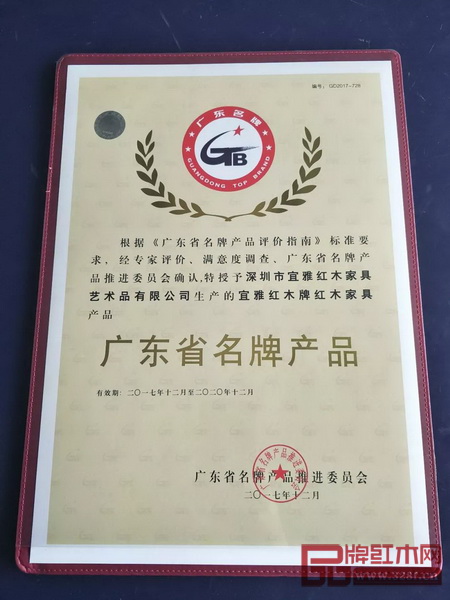 编号：GD2017-728
广东名牌
GTB
GUANGDONG TOP BRAND
根据《广东省名牌产品评价指南》标准要
求，经专家评价、满意度调查、广东省名牌产
品推进委员会确认，特授予深圳市宜雅红木家具
艺术品有限公司生产的宜雅红木牌红木家具
产品
广东省名牌产品
有效期：二〇一七年十二月至二〇二〇年十二月
广东省名牌产品推进委员会
二〇一七年十二月
品牌红木网